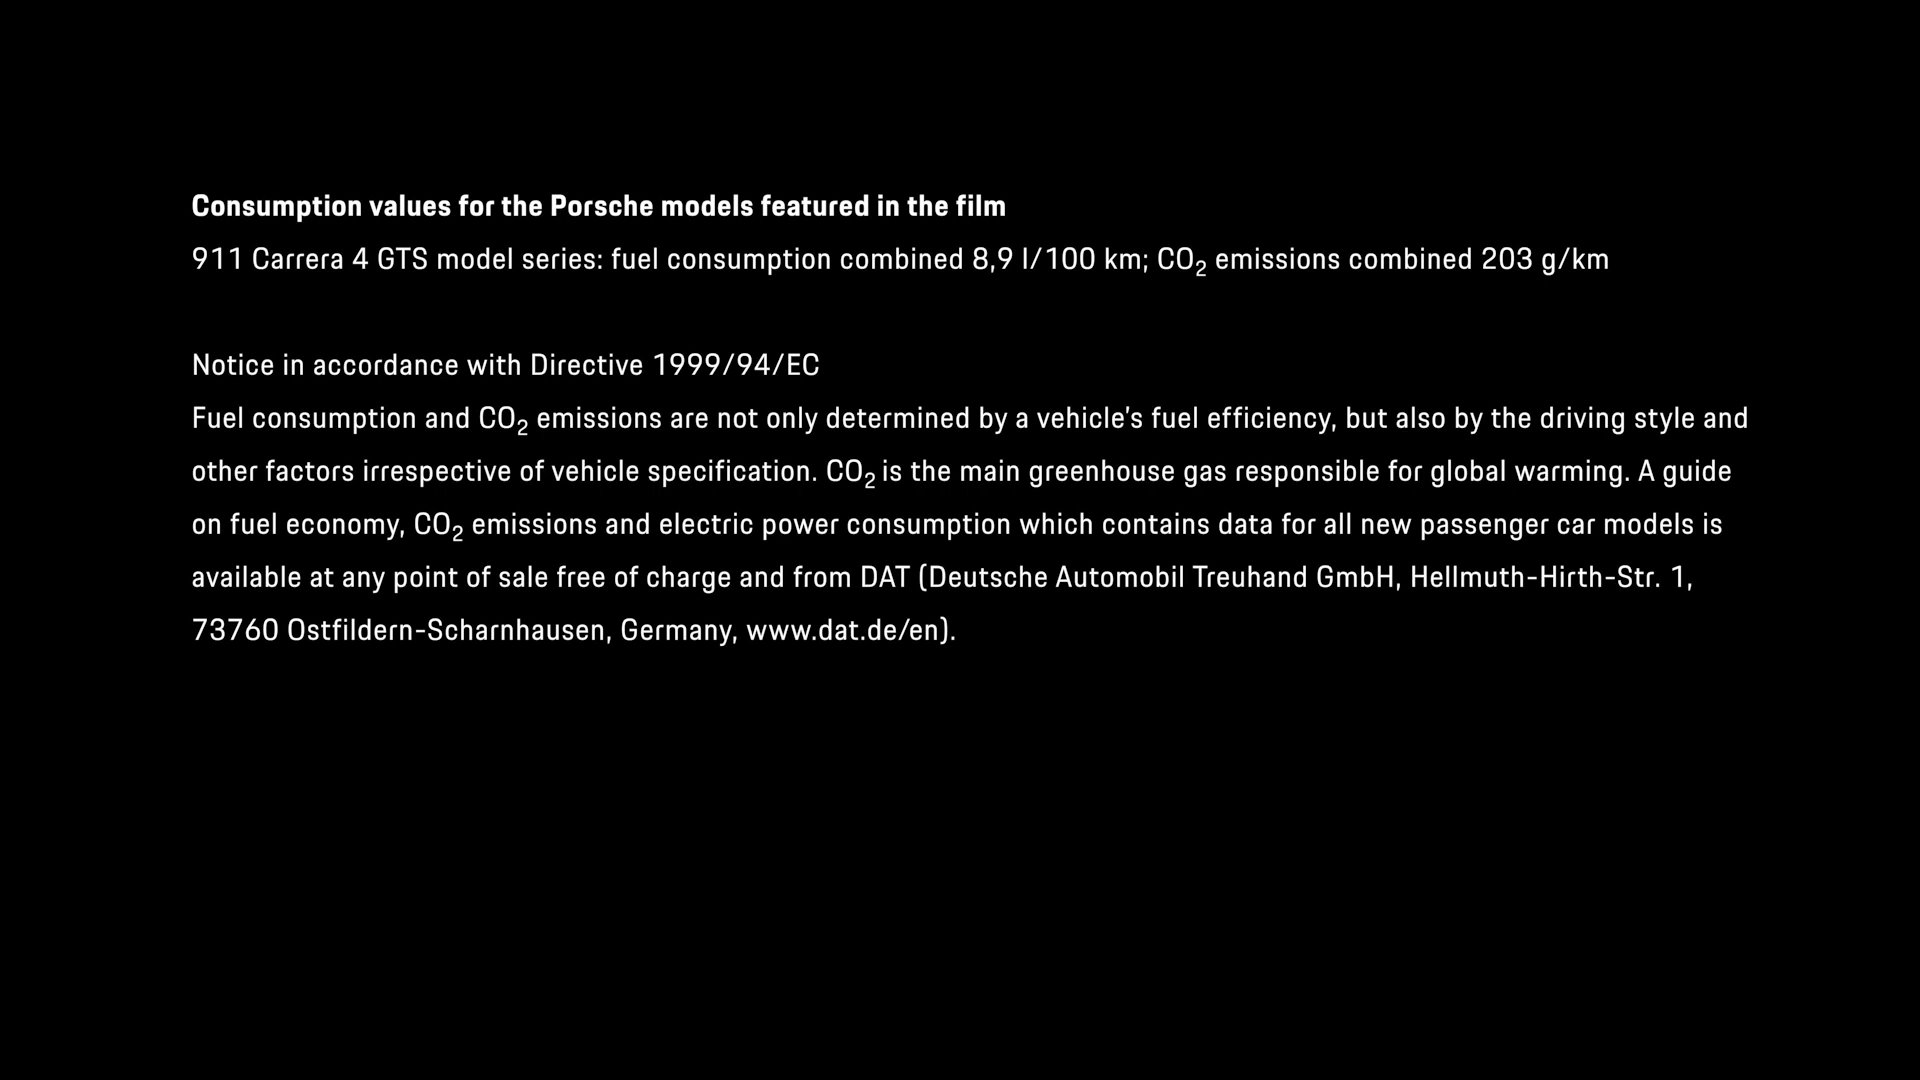 Consumption values for the Porsche models featured in the film
911 Carrera 4 GTS model series: fuel consumption combined 8,9 l/100 km; CO₂ emissions combined 203 g/km
Notice in accordance with Directive 1999/94/EC
Fuel consumption and CO₂ emissions are not only determined by a vehicle’s fuel efficiency, but also by the driving style and
other factors irrespective of vehicle specification. CO₂ is the main greenhouse gas responsible for global warming. A guide
on fuel economy, CO₂ emissions and electric power consumption which contains data for all new passenger car models is
available at any point of sale free of charge and from DAT (Deutsche Automobil Treuhand GmbH, Hellmuth-Hirth-Str. 1,
73760 Ostfildern-Scharnhausen, Germany, www.dat.de/en).